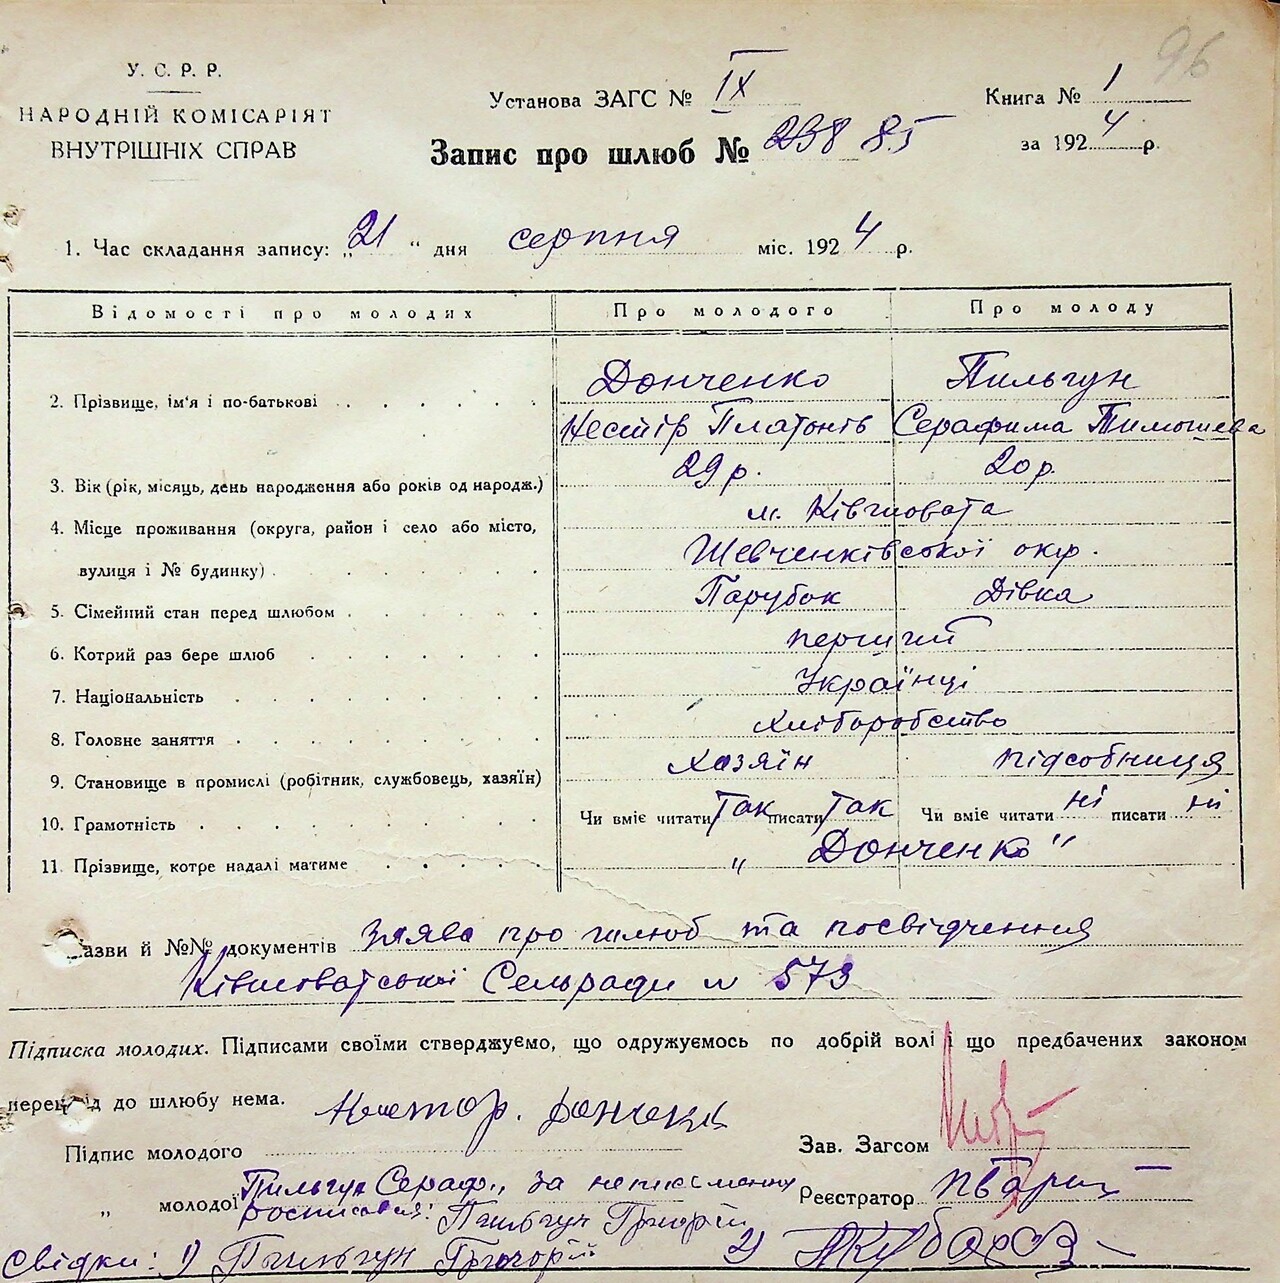 96
У. С. Р. Р.
НАРОДНІЙ КОМІСАРІЯТ
ВНУТРІШНІХ СПРАВ
Установа ЗАГС № IX
Книга № 1
за 1924 р.
Запис про шлюб № 238 85
1. Час складання запису: „21“ дня серпня міс. 1924 р.
Відомості про молодях Про молодого Про молоду
2. Прізвище, ім'я і по-батькові Донченко Пильгун
Нестір Платонів Серафима Тимошева
3. Вік (рік, місяць, день народження або років од народж.) 29 р. 20 р.
4. Місце проживання (округа, район і село або місто, м. Ківшовата
вулиця і № будинку) Шевченківської окр.
5. Сімейний стан перед шлюбом Парубок Дівка
6. Котрий раз бере шлюб перший
7. Національність Українці
8. Головне заняття хліборобство
9. Становище в промислі (робітник, службовець, хазяїн) хазяїн підсобниця
10. Грамотність Чи вміє читати так писати так Чи вміє читати ні писати ні
11. Прізвище, котре надалі матиме „ Донченко "
азви й №№ документів заява про шлюб та посвідчення
Ківшоватської Сельради № 573
Підписка молодих. Підписами своїми стверджуємо, що одружуємось по добрій волі і що предбачених законом
переш ід до шлюбу нема.
Підпис молодого Нестор. Донченко
Зав. Загсом
„ молодої Пильгун Сераф., за неписменну
Реєстратор
росписався: Пильгун Григорій
Свідки: 1) Пильгун Григорій 2)